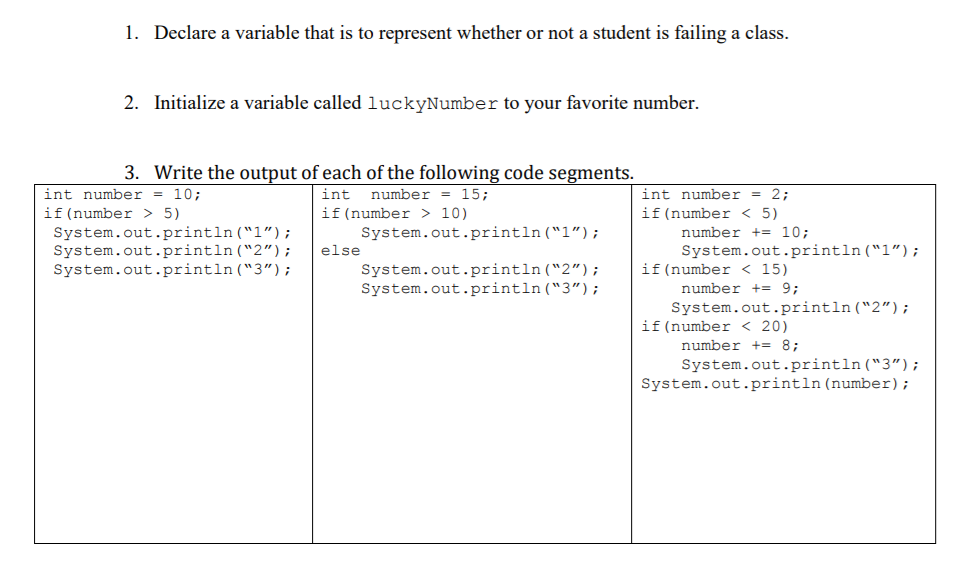 1. Declare a variable that is to represent whether or not a student is failing a class.
2. Initialize a variable called luckyNumber to your favorite number.
3. Write the output of each of the following code segments.
int number = 10;
if(number > 5)
System.out.println(“1”);
System.out.println(“2”);
System.out.println(“3”);
int number = 15;
if(number > 10)
System.out.println(“1”);
else
System.out.println(“2”);
System.out.println(“3”);
int number = 2;
if(number < 5)
number += 10;
System.out.println(“1”);
if(number < 15)
number += 9;
System.out.println(“2”);
if(number < 20)
number += 8;
System.out.println(“3”);
System.out.println(number);